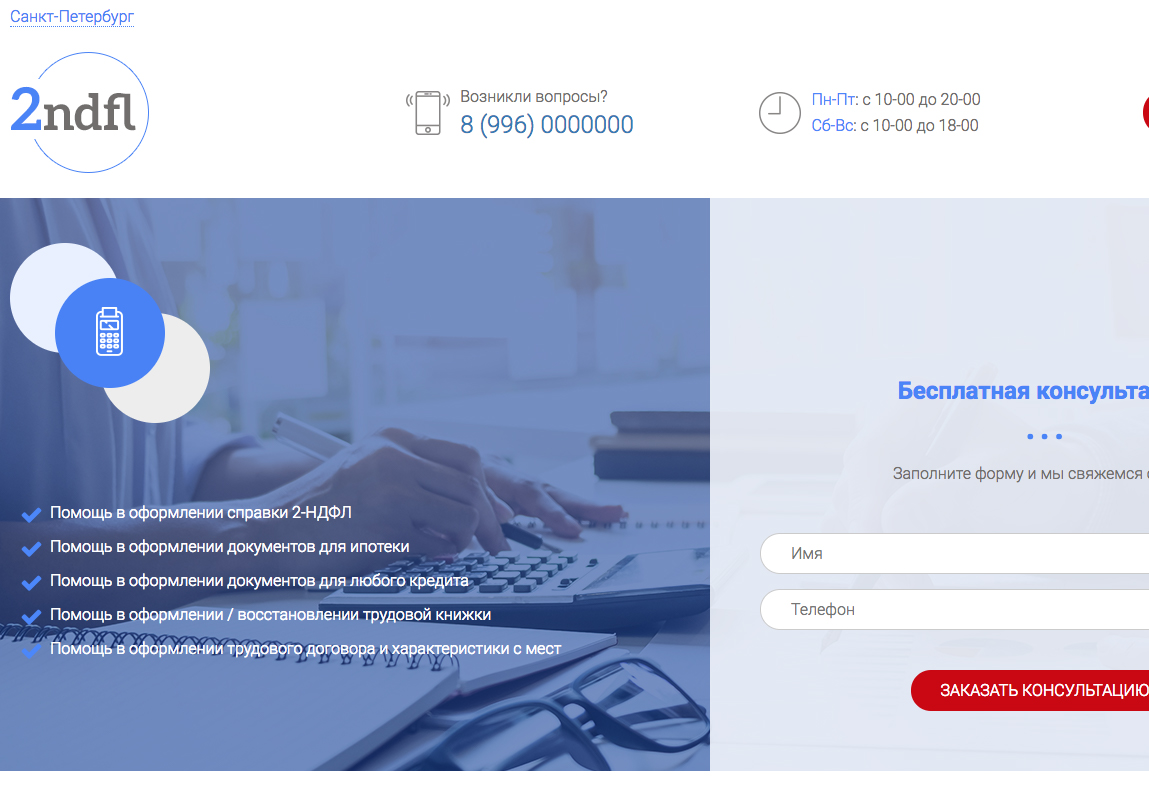 Санкт-Петербург
2ndfl
Возникли вопросы?
8 (996) 0000000
Пн-Пт: с 10-00 до 20-00
Сб-Вс: с 10-00 до 18-00
Помощь в оформлении справки 2-НДФЛ
Помощь в оформлении документов для ипотеки
Помощь в оформлении документов для любого кредита
Помощь в оформлении / восстановлении трудовой книжки
Помощь в оформлении трудового договора и характеристики с мест
Бесплатная консульта
Заполните форму и мы свяжемся
Имя
Телефон
ЗАКАЗАТЬ КОНСУЛЬТАЦИЮ